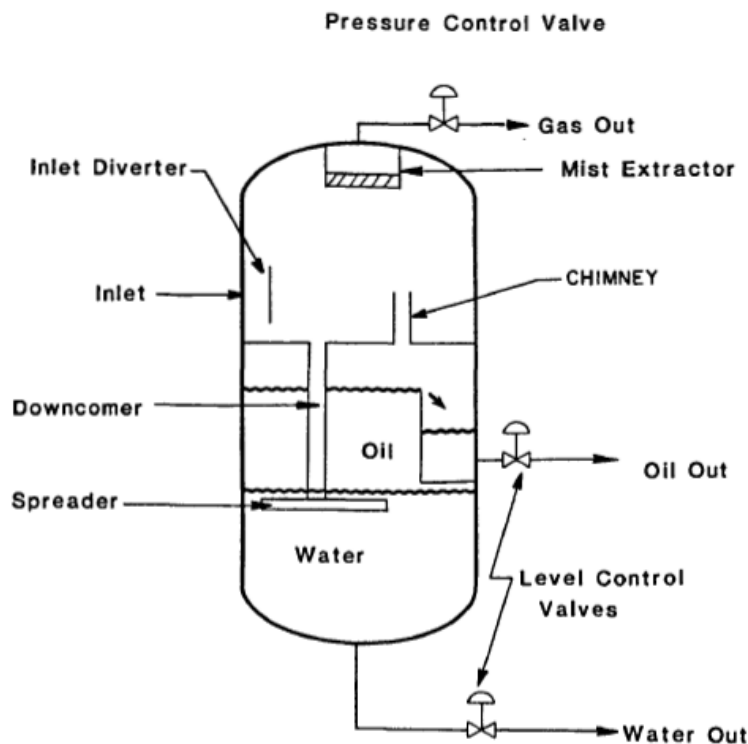 Pressure Control Valve
Gas Out
Inlet Diverter
Mist Extractor
Inlet
CHIMNEY
Downcomer
Oil
Oil Out
Spreader
Water
Level Control
Valves
Water Out